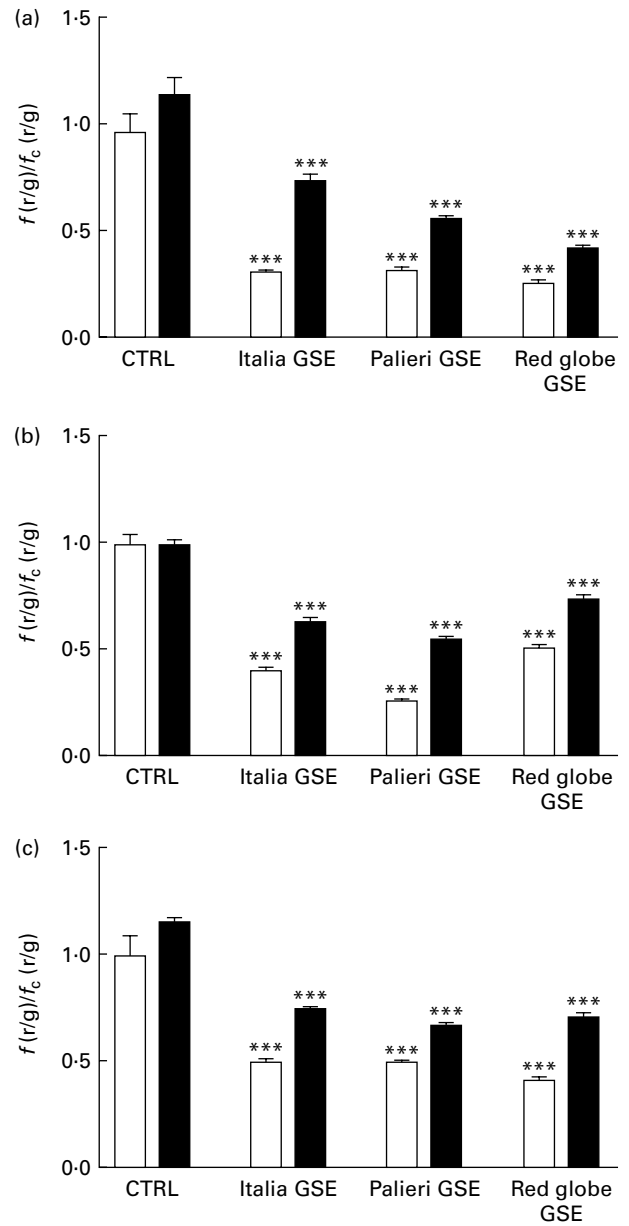 (a)
1·5
1·0
0·5
0·0
f (r/g)/fc (r/g)
***
***
***
***
***
***
CTRL Italia GSE Palieri GSE Red globe
GSE
(b)
1·5
1·0
0·5
0·0
f (r/g)/fc (r/g)
***
***
***
***
***
***
CTRL Italia GSE Palieri GSE Red globe
GSE
(c)
1·5
1·0
0·5
0·0
f (r/g)/fc (r/g)
***
***
***
***
***
***
CTRL Italia GSE Palieri GSE Red globe
GSE